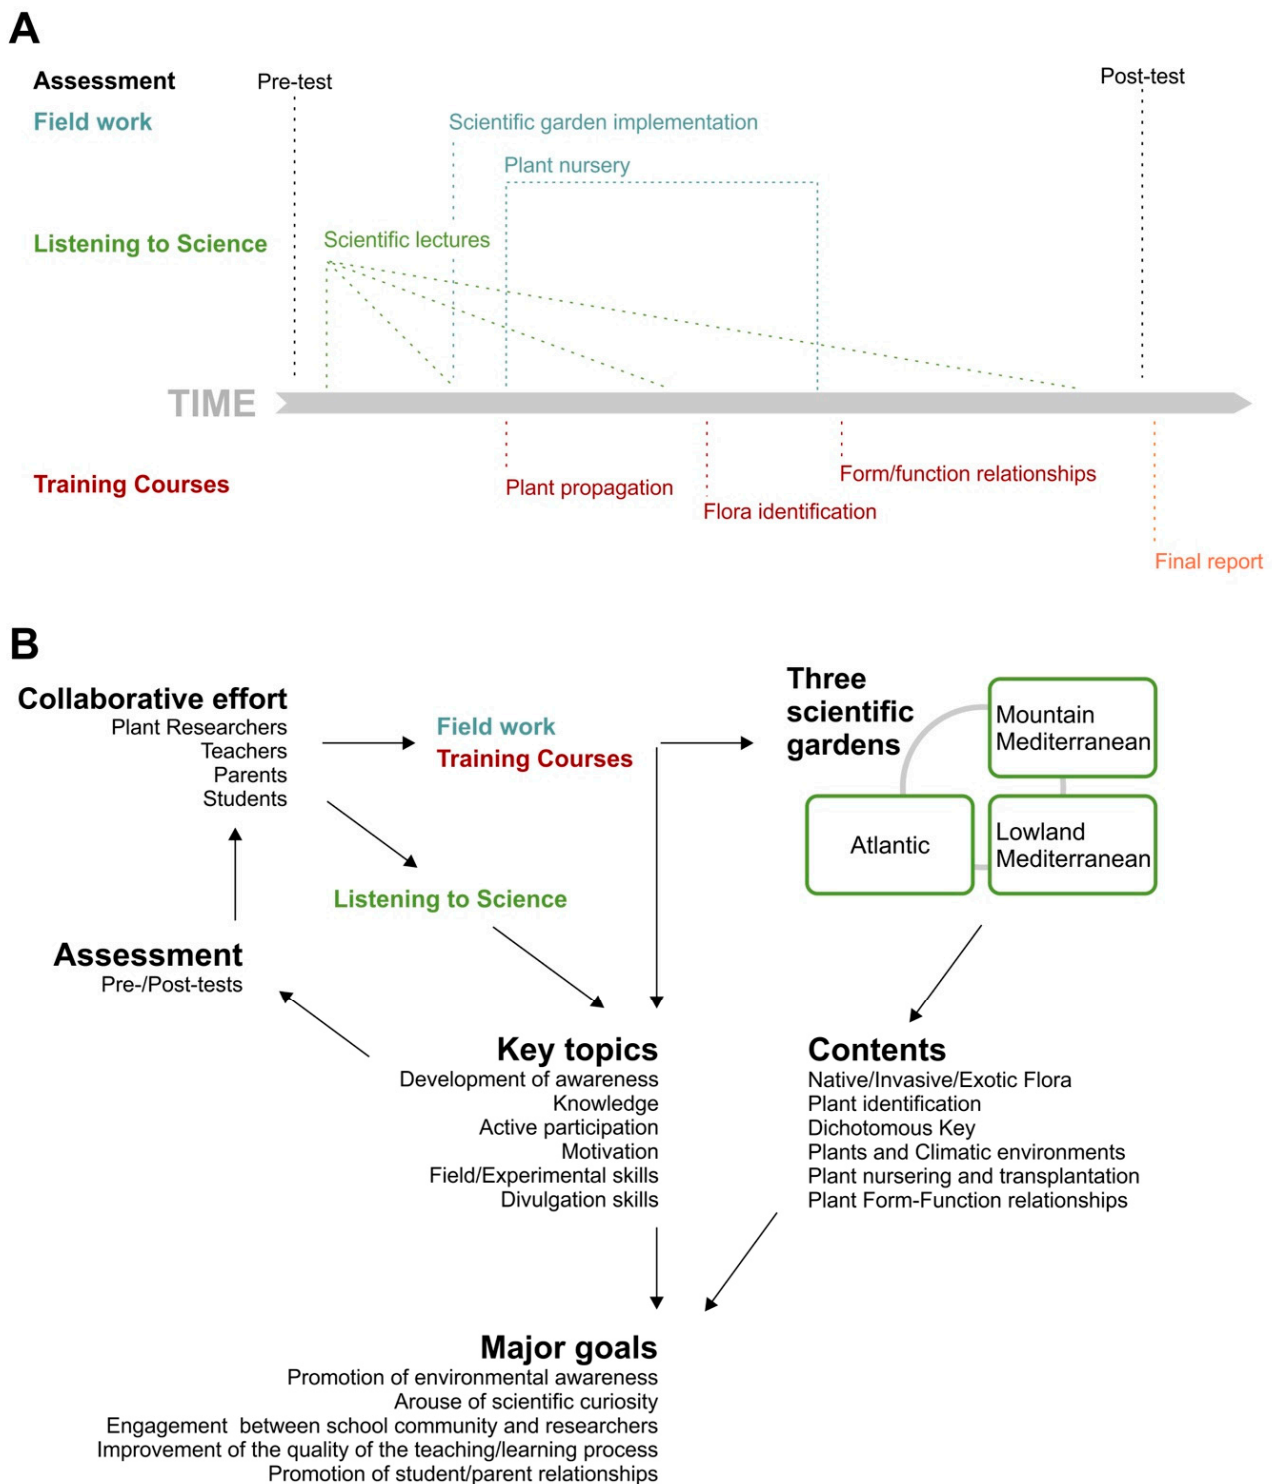 A
Assessment
Pre-test
Post-test
Field work
Scientific garden implementation
Plant nursery
Listening to Science
Scientific lectures
TIME
Training Courses
Plant propagation
Form/function relationships
Flora identification
Final report
B
Collaborative effort
Plant Researchers
Teachers
Parents
Students
Field work
Training Courses
Three
scientific
gardens
Mountain
Mediterranean
Atlantic
Lowland
Mediterranean
Listening to Science
Assessment
Pre-/Post-tests
Key topics
Development of awareness
Knowledge
Active participation
Motivation
Field/Experimental skills
Divulgation skills
Contents
Native/Invasive/Exotic Flora
Plant identification
Dichotomous Key
Plants and Climatic environments
Plant nursering and transplantation
Plant Form-Function relationships
Major goals
Promotion of environmental awareness
Arouse of scientific curiosity
Engagement between school community and researchers
Improvement of the quality of the teaching/learning process
Promotion of student/parent relationships